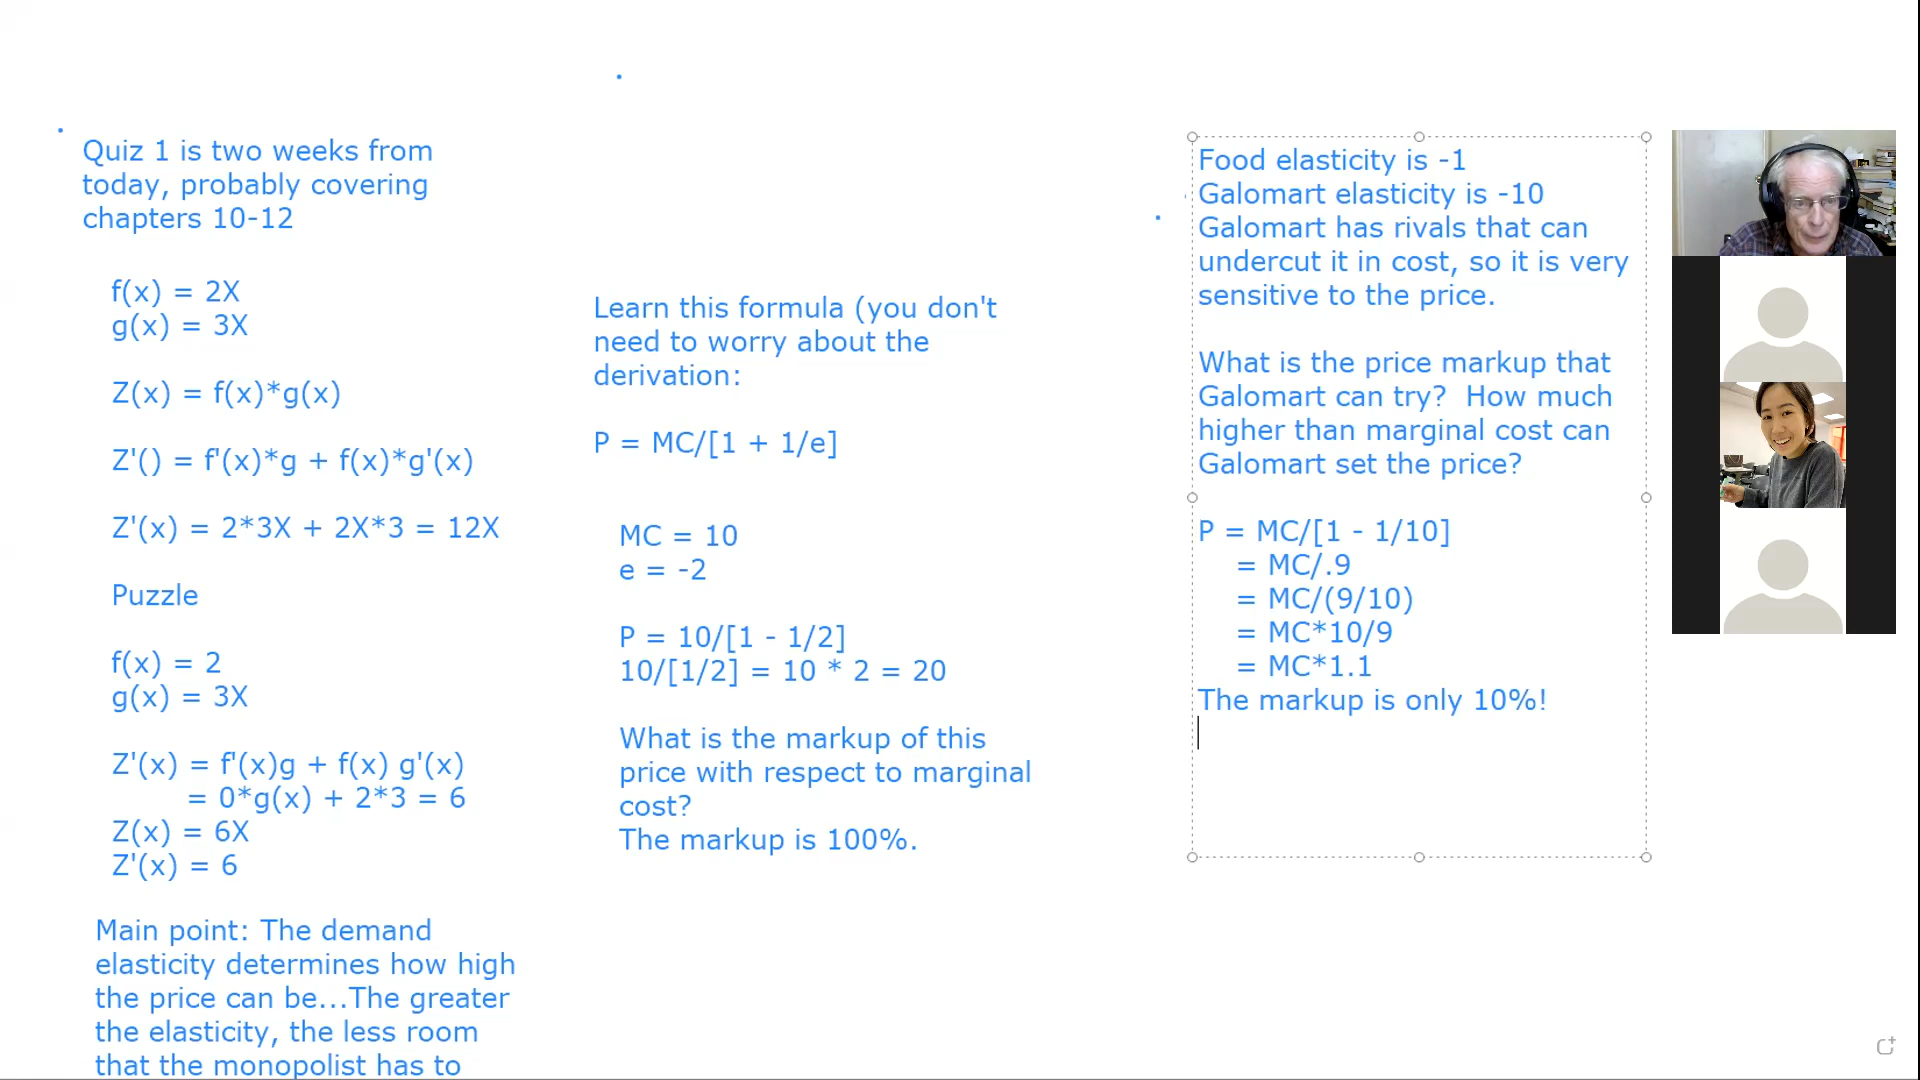 Quiz 1 is two weeks from
today, probably covering
chapters 10-12
f(x) = 2X
g(x) = 3X
Z(x) = f(x)*g(x)
Z'() = f'(x)*g + f(x)*g'(x)
Z'(x) = 2*3X + 2X*3 = 12X
Puzzle
f(x) = 2
g(x) = 3X
Z'(x) = f'(x)g + f(x) g'(x)
= 0*g(x) + 2*3 = 6
Z(x) = 6X
Z'(x) = 6
Main point: The demand
elasticity determines how high
the price can be...The greater
the elasticity, the less room
that the monopolist has to
Learn this formula (you don't
need to worry about the
derivation:
P = MC/[1 + 1/e]
MC = 10
e = -2
P = 10/[1 - 1/2]
10/[1/2] = 10 * 2 = 20
What is the markup of this
price with respect to marginal
cost?
The markup is 100%.
Food elasticity is -1
Galomart elasticity is -10
Galomart has rivals that can
undercut it in cost, so it is very
sensitive to the price.
What is the price markup that
Galomart can try?  How much
higher than marginal cost can
Galomart set the price?
P = MC/[1 - 1/10]
= MC/.9
= MC/(9/10)
= MC*10/9
= MC*1.1
The markup is only 10%!